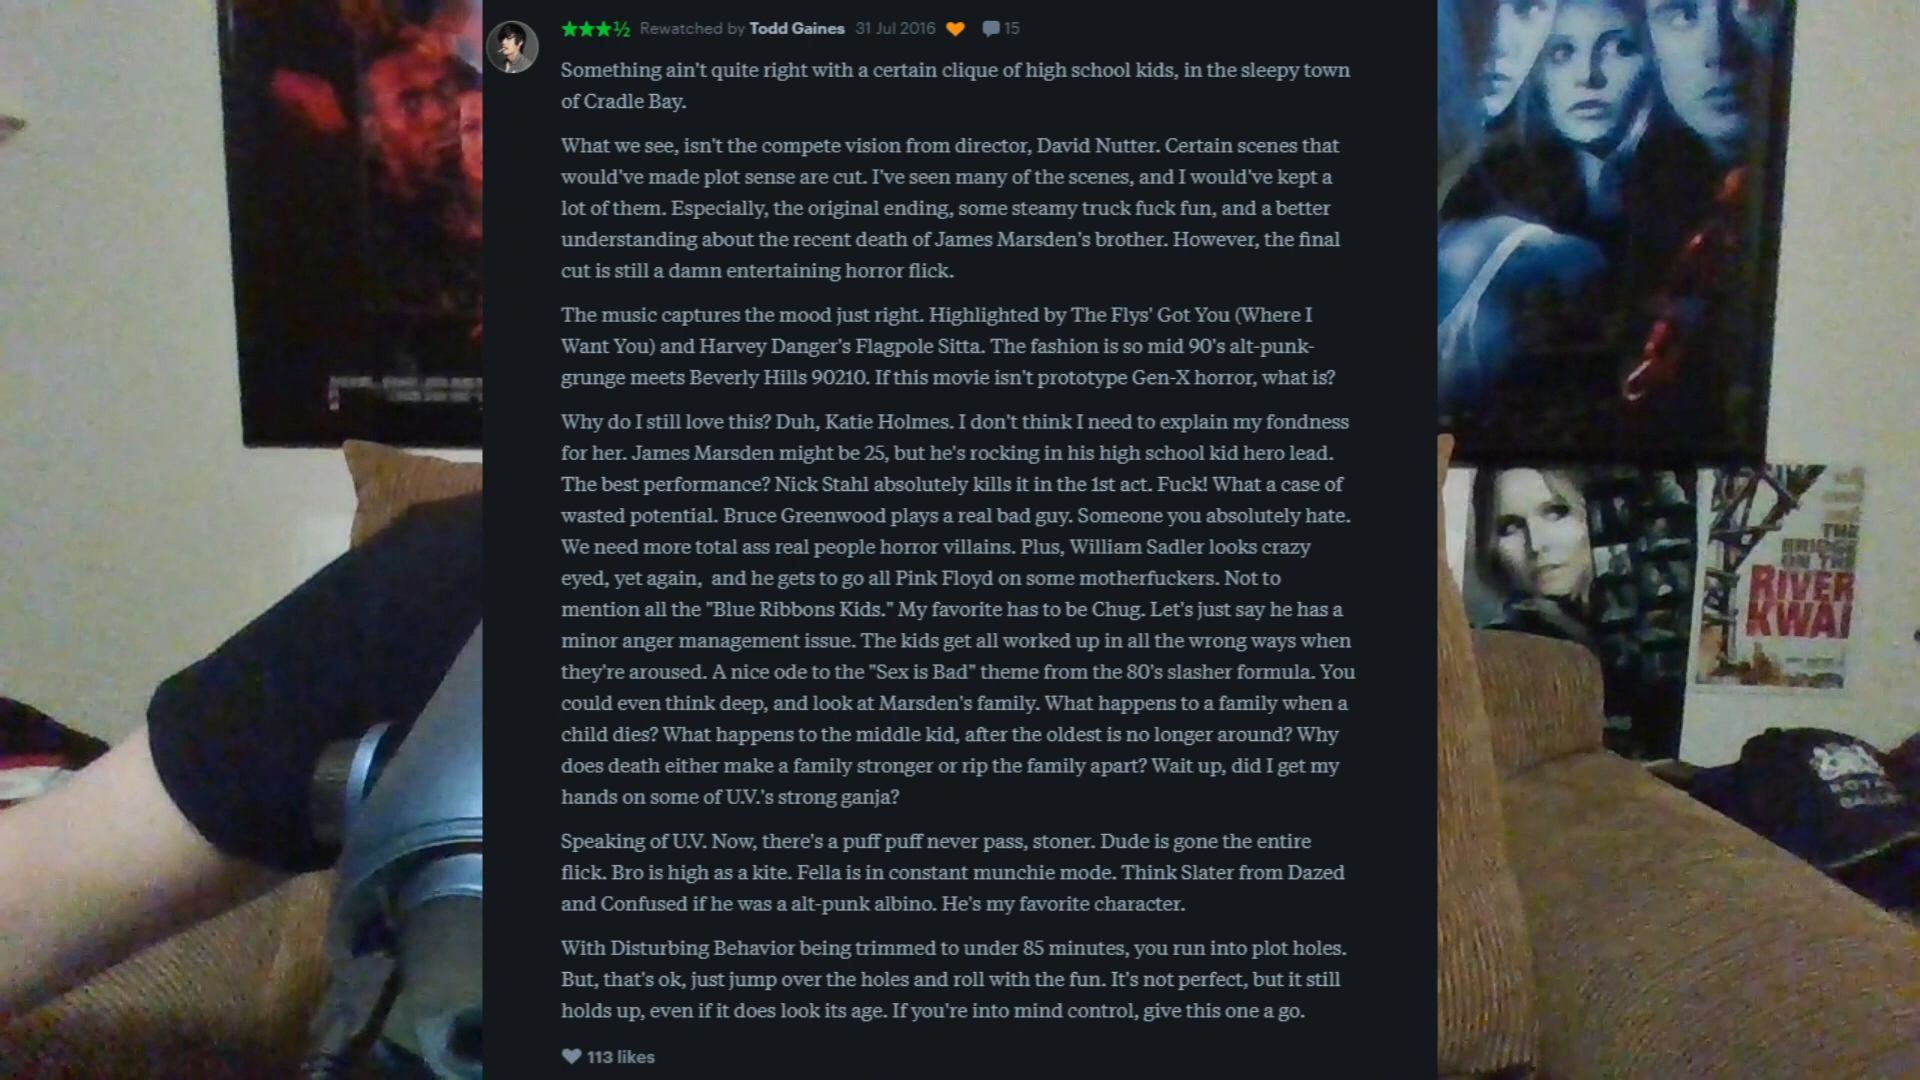 ★★★½ Rewatched by Todd Gaines 31 Jul 2016 15
Something ain't quite right with a certain clique of high school kids, in the sleepy town
of Cradle Bay.
What we see, isn't the compete vision from director, David Nutter. Certain scenes that
would've made plot sense are cut. I've seen many of the scenes, and I would've kept a
lot of them. Especially, the original ending, some steamy truck fuck fun, and a better
understanding about the recent death of James Marsden's brother. However, the final
cut is still a damn entertaining horror flick.
The music captures the mood just right. Highlighted by The Flys' Got You (Where I
Want You) and Harvey Danger's Flagpole Sitta. The fashion is so mid 90's alt-punk-
grunge meets Beverly Hills 90210. If this movie isn't prototype Gen-X horror, what is?
Why do I still love this? Duh, Katie Holmes. I don't think I need to explain my fondness
for her. James Marsden might be 25, but he's rocking in his high school kid hero lead.
The best performance? Nick Stahl absolutely kills it in the 1st act. Fuck! What a case of
wasted potential. Bruce Greenwood plays a real bad guy. Someone you absolutely hate.
We need more total ass real people horror villains. Plus, William Sadler looks crazy
eyed, yet again,  and he gets to go all Pink Floyd on some motherfuckers. Not to
mention all the "Blue Ribbons Kids." My favorite has to be Chug. Let's just say he has a
minor anger management issue. The kids get all worked up in all the wrong ways when
they're aroused. A nice ode to the "Sex is Bad" theme from the 80's slasher formula. You
could even think deep, and look at Marsden's family. What happens to a family when a
child dies? What happens to the middle kid, after the oldest is no longer around? Why
does death either make a family stronger or rip the family apart? Wait up, did I get my
hands on some of U.V.'s strong ganja?
Speaking of U.V. Now, there's a puff puff never pass, stoner. Dude is gone the entire
flick. Bro is high as a kite. Fella is in constant munchie mode. Think Slater from Dazed
and Confused if he was a alt-punk albino. He's my favorite character.
With Disturbing Behavior being trimmed to under 85 minutes, you run into plot holes.
But, that's ok, just jump over the holes and roll with the fun. It's not perfect, but it still
holds up, even if it does look its age. If you're into mind control, give this one a go.
113 likes
THE
BRIDGE
ON THE
RIVER
KWAI